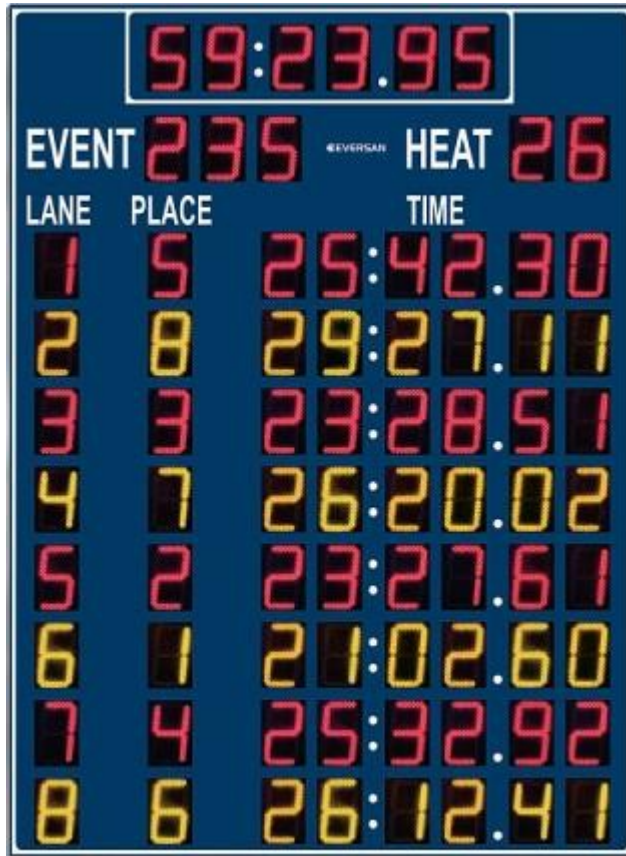 59:23.95
EVENT 235 EVERSAN HEAT 26
LANE PLACE TIME
1 5 25:42.30
2 8 29:27.11
3 3 23:28.51
4 7 26:20.02
5 2 23:27.61
6 1 21:02.60
7 4 25:32.92
8 6 26:12.41